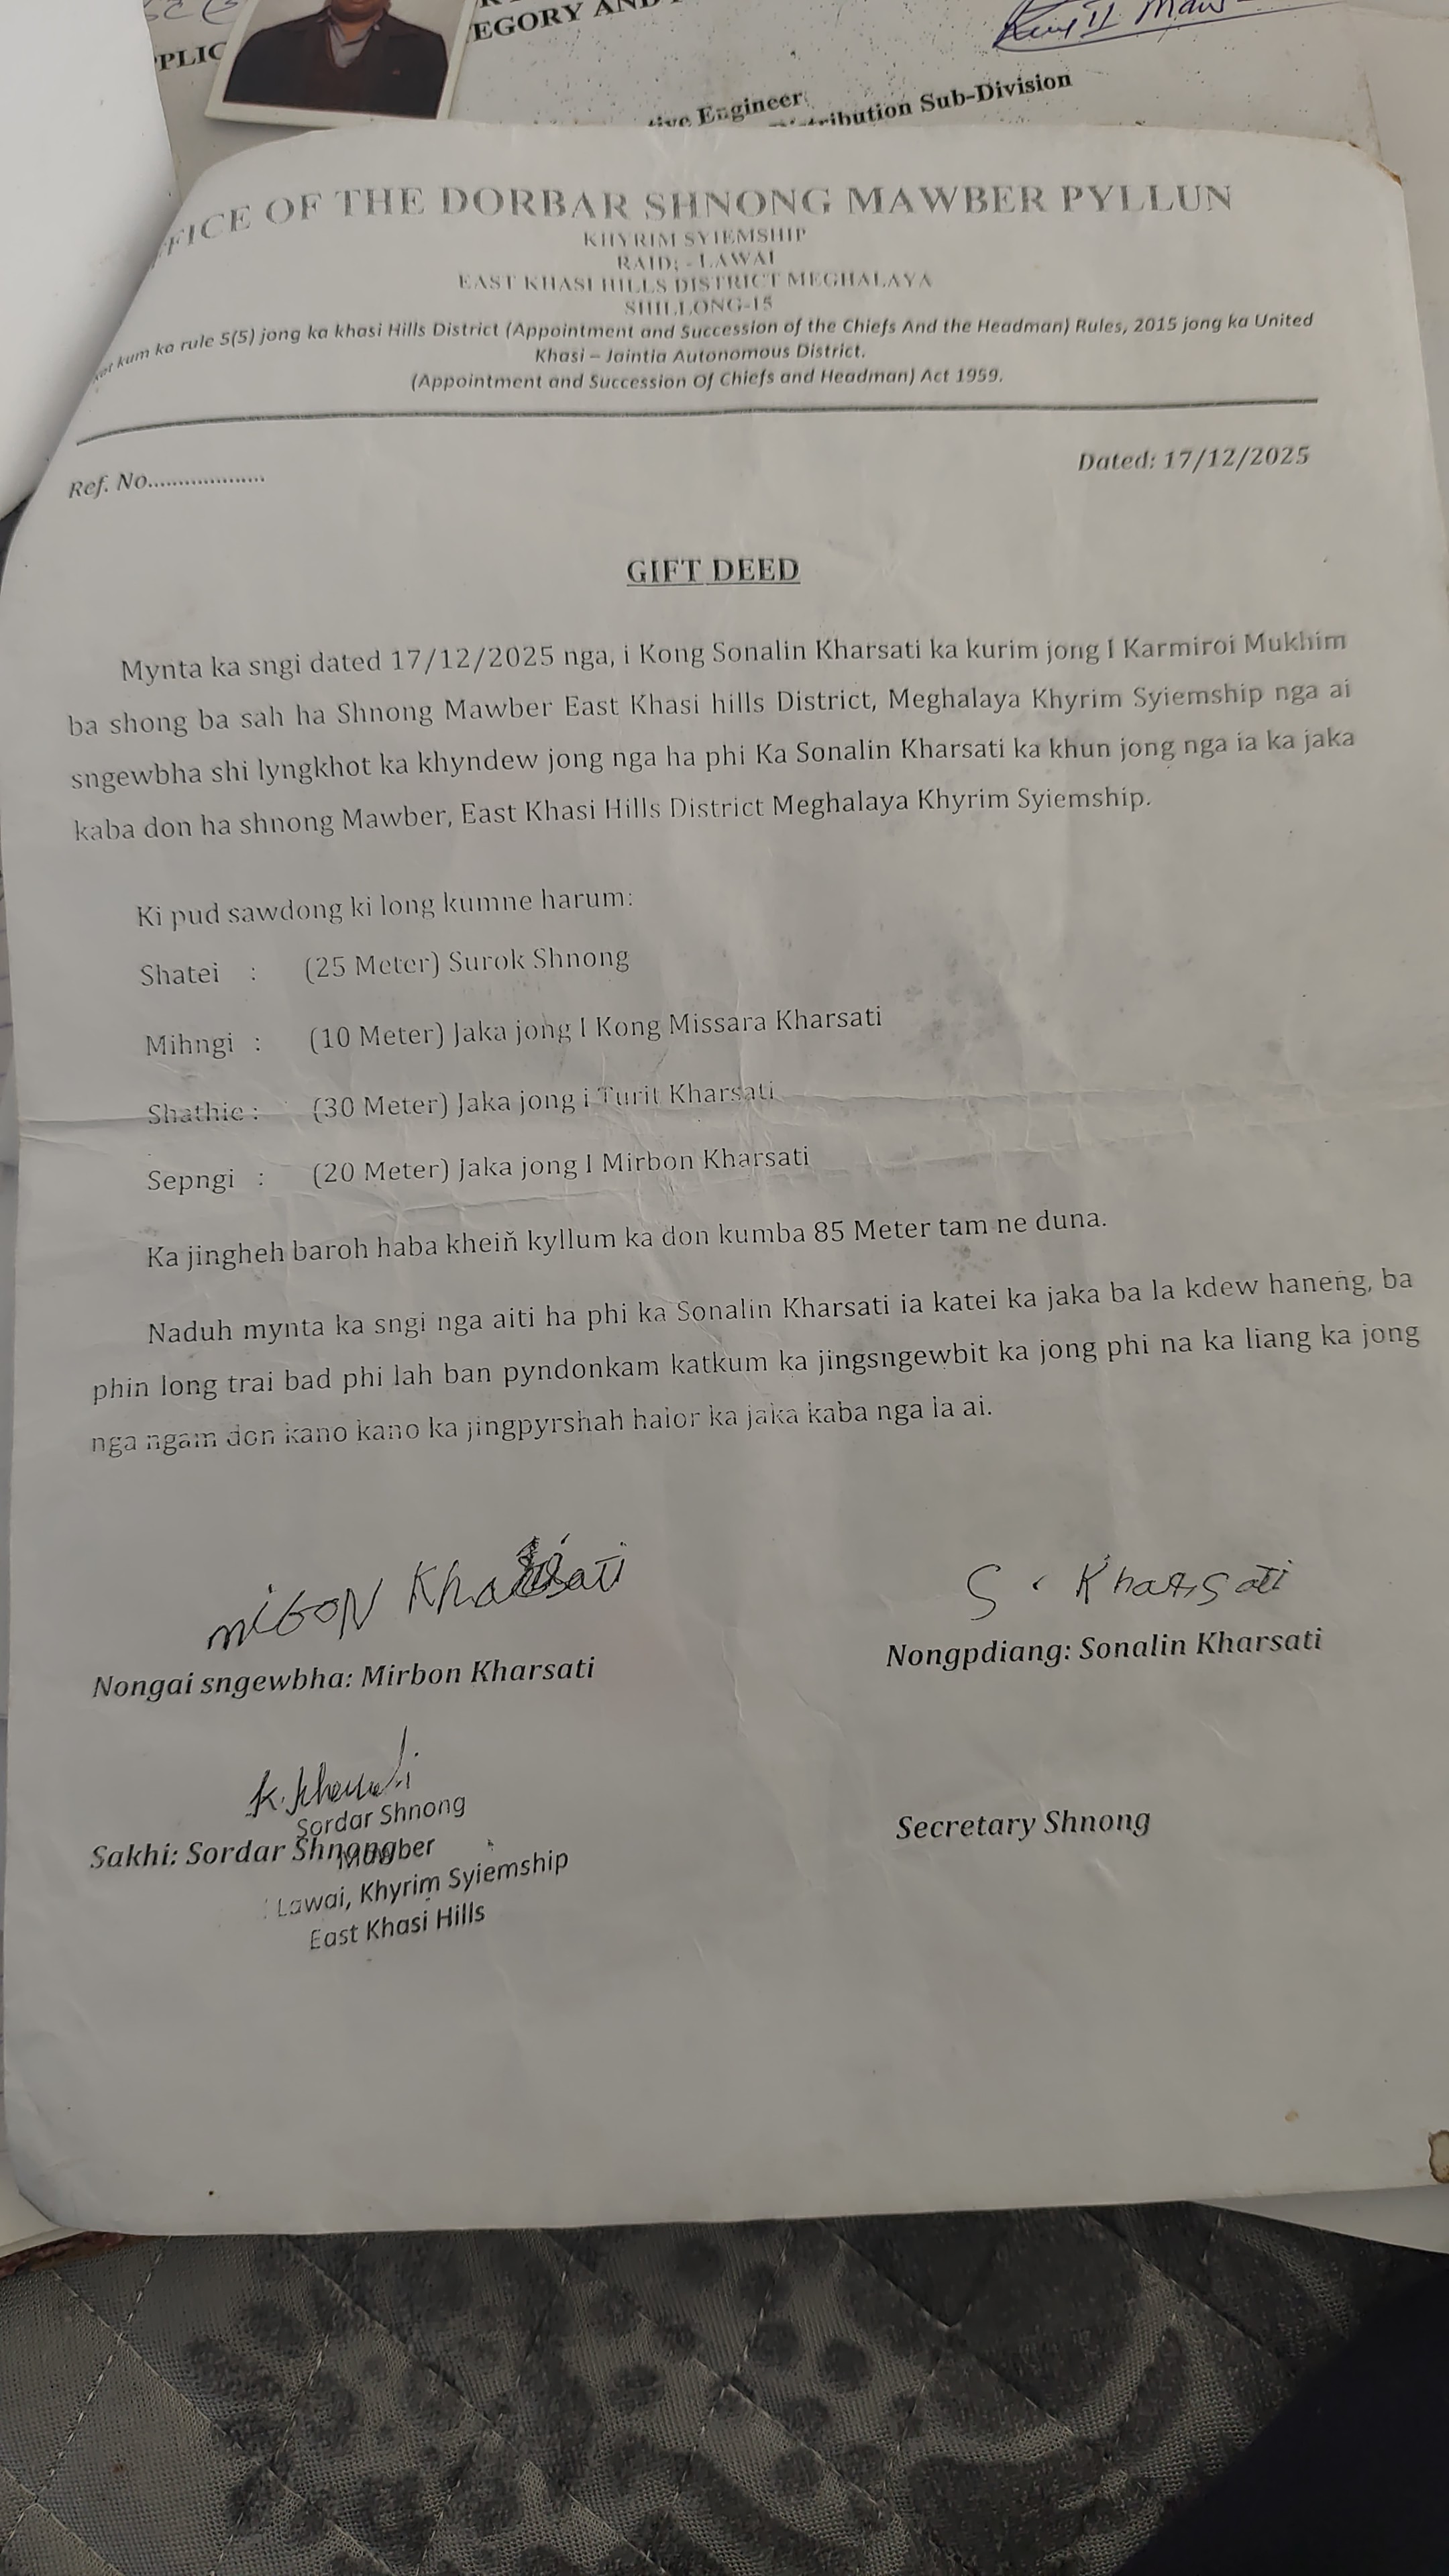 EGORY AND
PPLIC
tive Engineer
Distribution Sub-Division
FICE OF THE DORBAR SHNONG MAWBER PYLLUN
KHYRIM SYIEMSHIP
RAID: - LAWAI
EAST KHASI HILLS DISTRICT MEGHALAYA
SHILLONG-15
kum ka rule 5(5) jong ka khasi Hills District (Appointment and Succession of the Chiefs And the Headman) Rules, 2015 jong ka United
Khasi – Jaintia Autonomous District.
(Appointment and Succession Of Chiefs and Headman) Act 1959.
Ref. No...................
Dated: 17/12/2025
GIFT DEED
Mynta ka sngi dated 17/12/2025 nga, i Kong Sonalin Kharsati ka kurim jong I Karmiroi Mukhim
ba shong ba sah ha Shnong Mawber East Khasi hills District, Meghalaya Khyrim Syiemship nga ai
sngewbha shi lyngkhot ka khyndew jong nga ha phi Ka Sonalin Kharsati ka khun jong nga ia ka jaka
kaba don ha shnong Mawber, East Khasi Hills District Meghalaya Khyrim Syiemship.
Ki pud sawdong ki long kumne harum:
Shatei : (25 Meter) Surok Shnong
Mihngi : (10 Meter) Jaka jong I Kong Missara Kharsati
Shathie : (30 Meter) Jaka jong i Turit Kharsati
Sepngi : (20 Meter) Jaka jong I Mirbon Kharsati
Ka jingheh baroh haba kheiň kyllum ka don kumba 85 Meter tam ne duna.
Naduh mynta ka sngi nga aiti ha phi ka Sonalin Kharsati ia katei ka jaka ba la kdew haneng, ba
phin long trai bad phi lah ban pyndonkam katkum ka jingsngewbit ka jong phi na ka liang ka jong
nga ngam don kano kano ka jingpyrshah halor ka jaka kaba nga la ai.
miBON Kharsati
S. Kharsati
Nongai sngewbha: Mirbon Kharsati
Nongpdiang: Sonalin Kharsati
Sordar Shnong
Sakhi: Sordar Shnong
Mawber
Lawai, Khyrim Syiemship
East Khasi Hills
Secretary Shnong